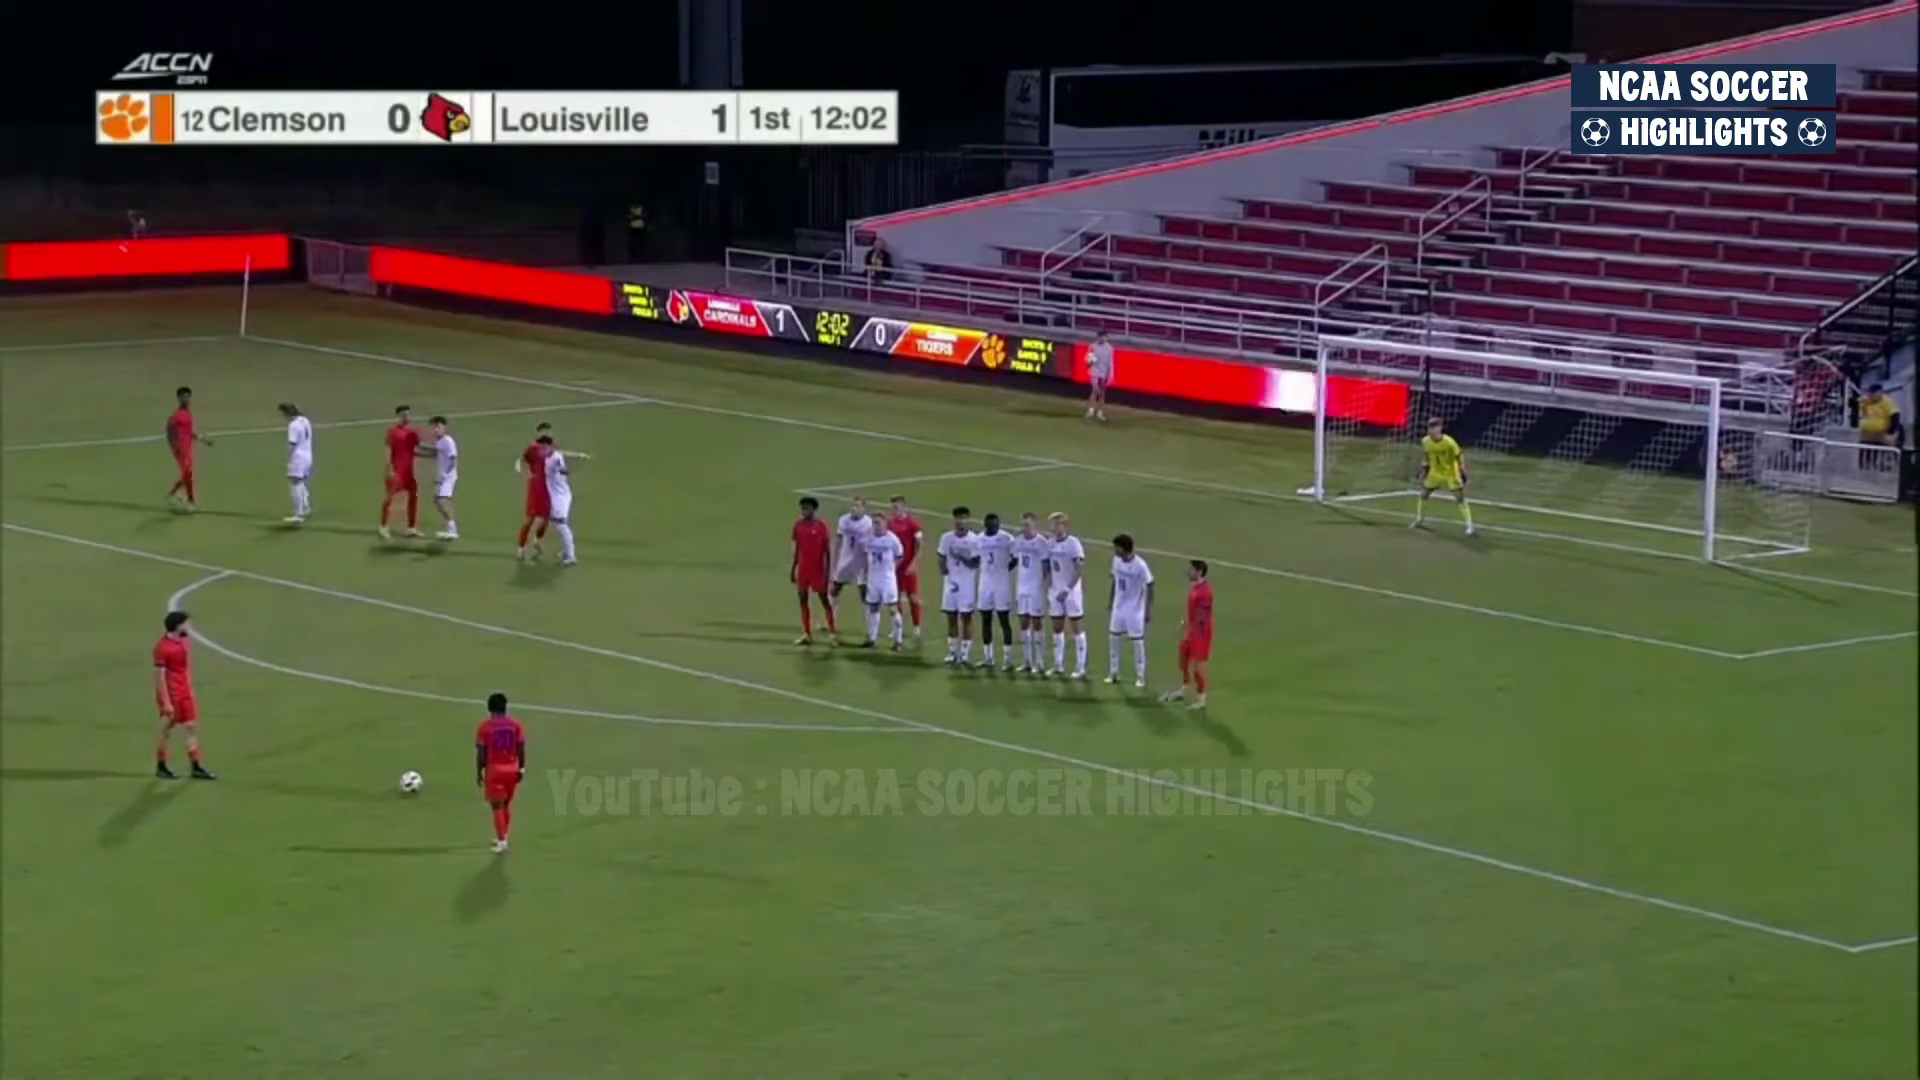 ACCN
ESPN
12 Clemson 0 Louisville 1 1st 12:02
NCAA SOCCER
HIGHLIGHTS
CARDINALS 1 12:02 0 TIGERS
YouTube : NCAA SOCCER HIGHLIGHTS